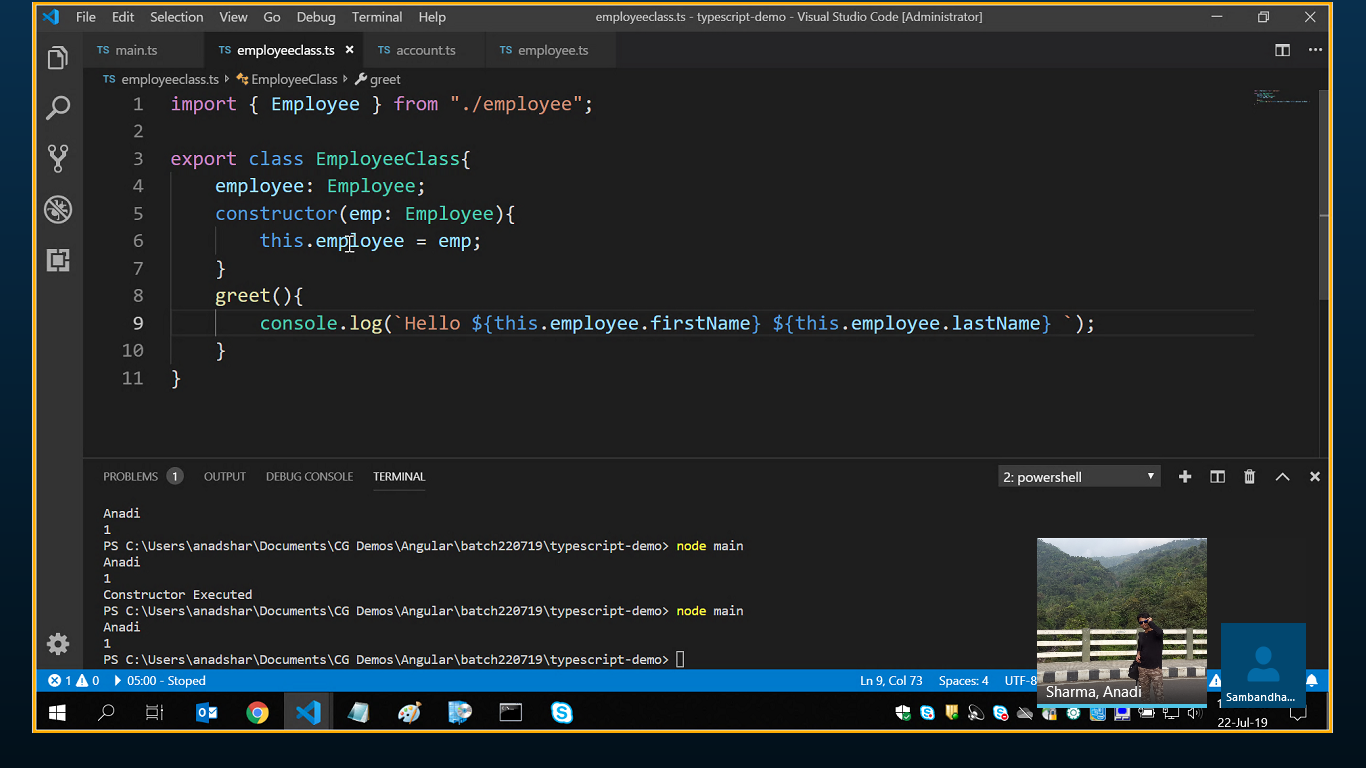 File Edit Selection View Go Debug Terminal Help employeeclass.ts - typescript-demo - Visual Studio Code [Administrator]
TS main.ts TS employeeclass.ts × TS account.ts TS employee.ts
TS employeeclass.ts EmployeeClass greet
1 import { Employee } from "./employee";
2
3 export class EmployeeClass{
4 employee: Employee;
5 constructor(emp: Employee){
6 this.employee = emp;
7 }
8 greet(){
9 console.log(`Hello ${this.employee.firstName} ${this.employee.lastName} `);
10 }
11 }
PROBLEMS 1 OUTPUT DEBUG CONSOLE TERMINAL 2: powershell
Anadi
1
PS C:\Users\anadshar\Documents\CG Demos\Angular\batch220719\typescript-demo> node main
Anadi
1
Constructor Executed
PS C:\Users\anadshar\Documents\CG Demos\Angular\batch220719\typescript-demo> node main
Anadi
1
PS C:\Users\anadshar\Documents\CG Demos\Angular\batch220719\typescript-demo>
1 0 05:00 - Stoped Ln 9, Col 73 Spaces: 4 UTF-8
Sharma, Anadi
Sambandha...
22-Jul-19